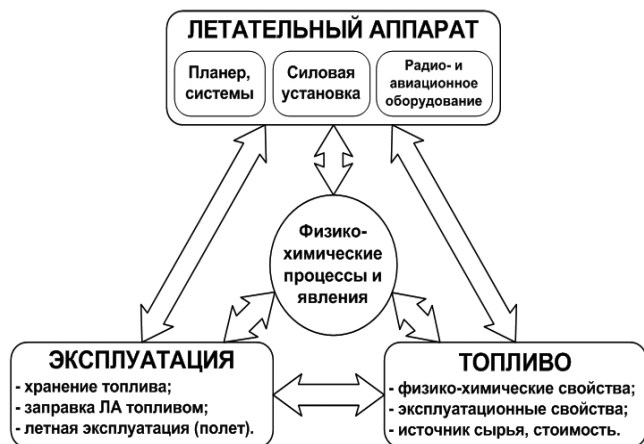 ЛЕТАТЕЛЬНЫЙ АППАРАТ
Планер,
системы
Силовая
установка
Радио- и
авиационное
оборудование
Физико-
химические
процессы и
явления
ЭКСПЛУАТАЦИЯ
- хранение топлива;
- заправка ЛА топливом;
- летная эксплуатация (полет).
ТОПЛИВО
- физико-химические свойства;
- эксплуатационные свойства;
- источник сырья, стоимость.